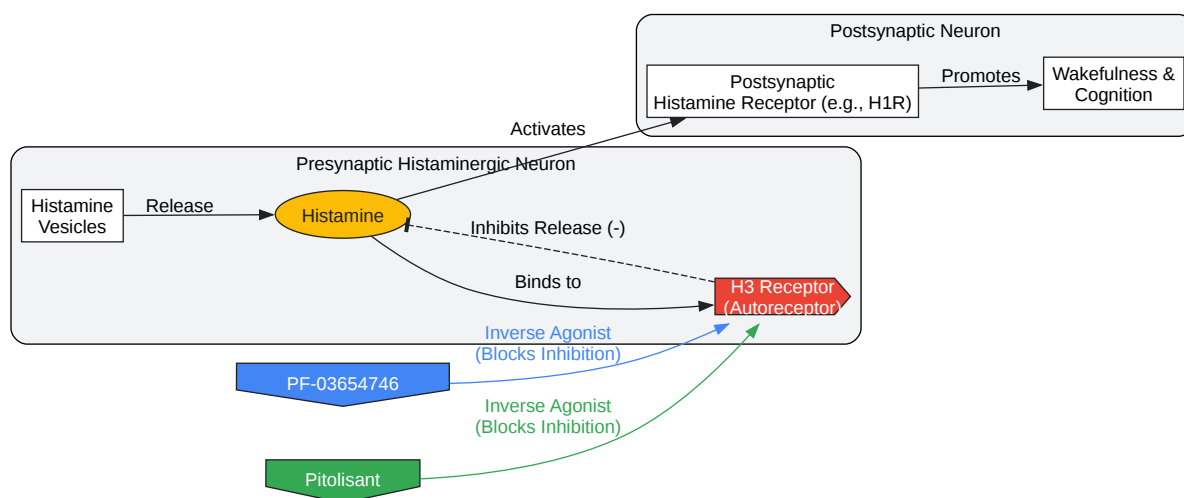 Postsynaptic Neuron
Postsynaptic
Histamine Receptor (e.g., H1R)
Promotes
Wakefulness &
Cognition
Activates
Presynaptic Histaminergic Neuron
Histamine
Vesicles
Release
Histamine
Inhibits Release (-)
Binds to
H3 Receptor
(Autoreceptor)
Inverse Agonist
(Blocks Inhibition)
PF-03654746
Inverse Agonist
(Blocks Inhibition)
Pitolisant